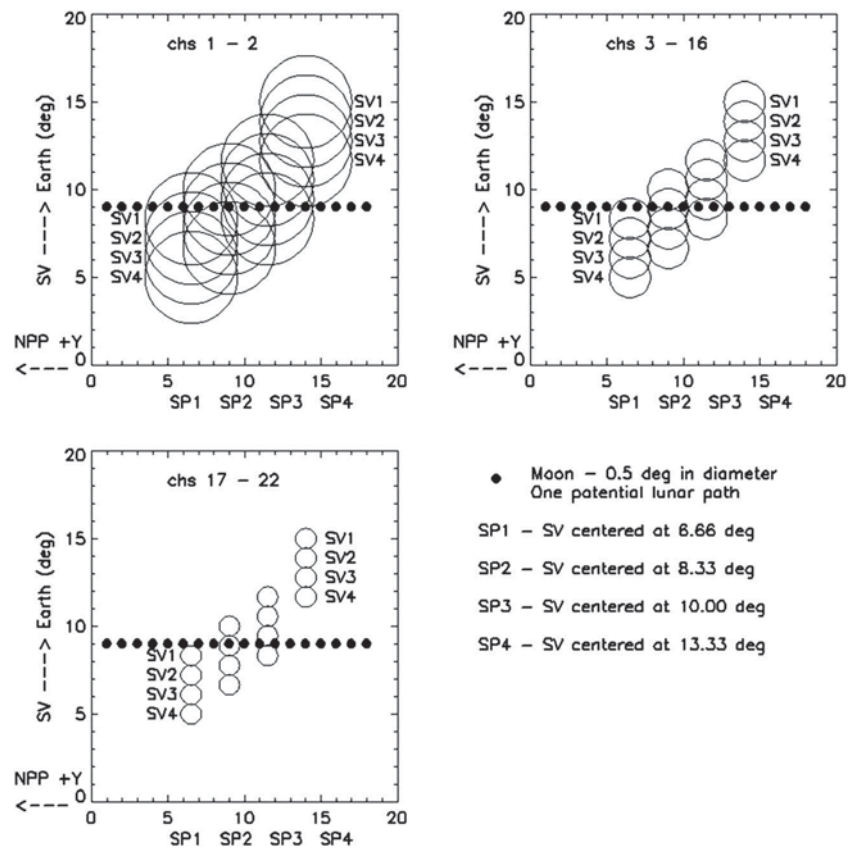 chs 1 – 2
20
15
10
5
0
SV ----> Earth (deg)
SV1
SV2
SV3
SV4
SV1
SV2
SV3
SV4
NPP +Y
<---
0 5 10 15 20
SP1 SP2 SP3 SP4
chs 3 – 16
20
15
10
5
0
SV ----> Earth (deg)
SV1
SV2
SV3
SV4
SV1
SV2
SV3
SV4
NPP +Y
<---
0 5 10 15 20
SP1 SP2 SP3 SP4
chs 17 – 22
20
15
10
5
0
SV ----> Earth (deg)
SV1
SV2
SV3
SV4
SV1
SV2
SV3
SV4
NPP +Y
<---
0 5 10 15 20
SP1 SP2 SP3 SP4
Moon – 0.5 deg in diameter
One potential lunar path
SP1 – SV centered at 6.66 deg
SP2 – SV centered at 8.33 deg
SP3 – SV centered at 10.00 deg
SP4 – SV centered at 13.33 deg